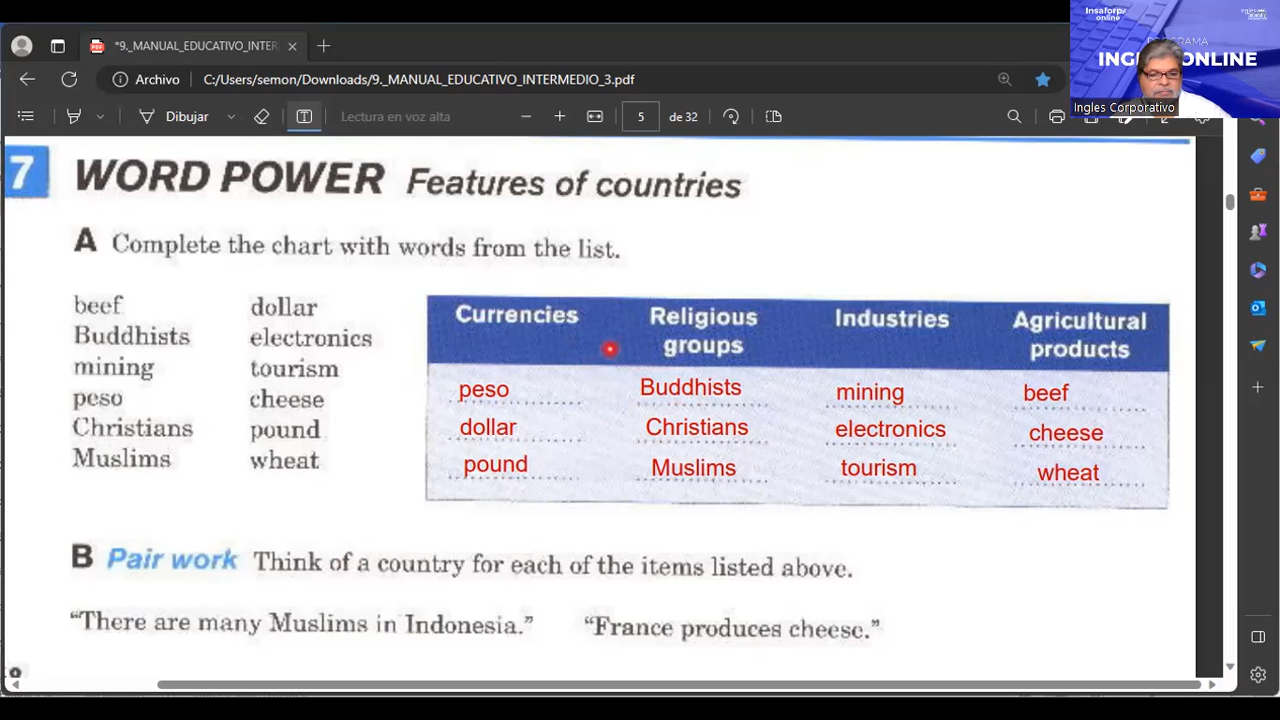 *9._MANUAL_EDUCATIVO_INTER
Archivo C:/Users/semon/Downloads/9._MANUAL_EDUCATIVO_INTERMEDIO_3.pdf
Dibujar Lectura en voz alta 5 de 32
Insaforp
online
INGL ONLINE
Ingles Corporativo
7 WORD POWER Features of countries
A Complete the chart with words from the list.
beef dollar
Buddhists electronics
mining tourism
peso cheese
Christians pound
Muslims wheat
Currencies Religious groups Industries Agricultural products
peso Buddhists mining beef
dollar Christians electronics cheese
pound Muslims tourism wheat
B Pair work Think of a country for each of the items listed above.
“There are many Muslims in Indonesia.” “France produces cheese.”